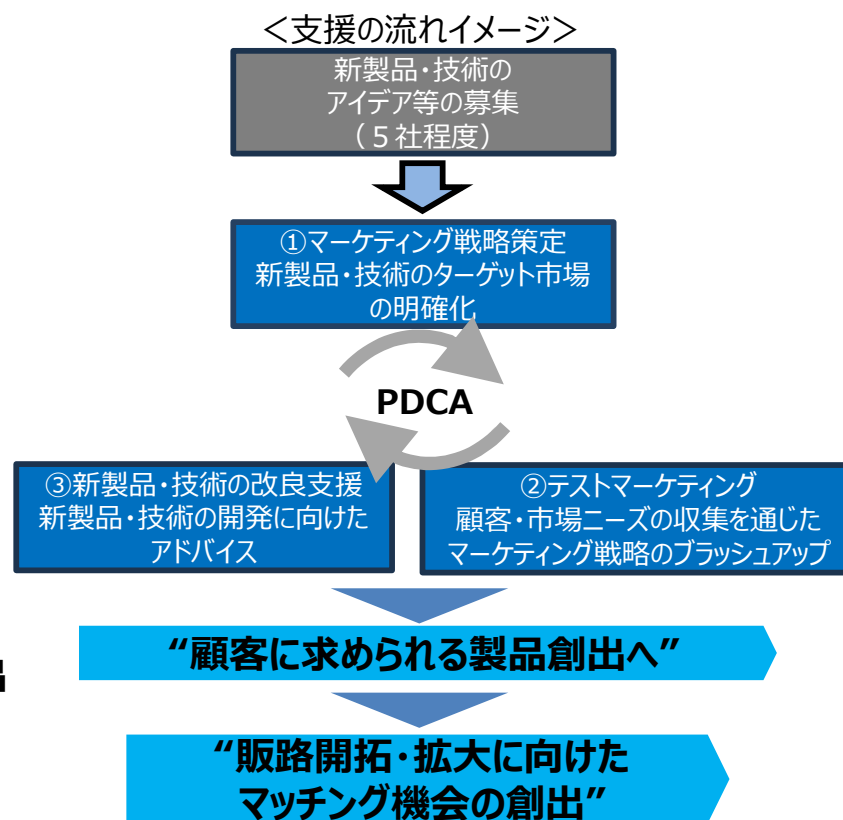 ＜支援の流れイメージ＞
新製品・技術の
アイデア等の募集
（５社程度）
①マーケティング戦略策定
新製品・技術のターゲット市場
の明確化
PDCA
③新製品・技術の改良支援
新製品・技術の開発に向けた
アドバイス
②テストマーケティング
顧客・市場ニーズの収集を通じた
マーケティング戦略のブラッシュアップ
“顧客に求められる製品創出へ”
“販路開拓・拡大に向けた
マッチング機会の創出”